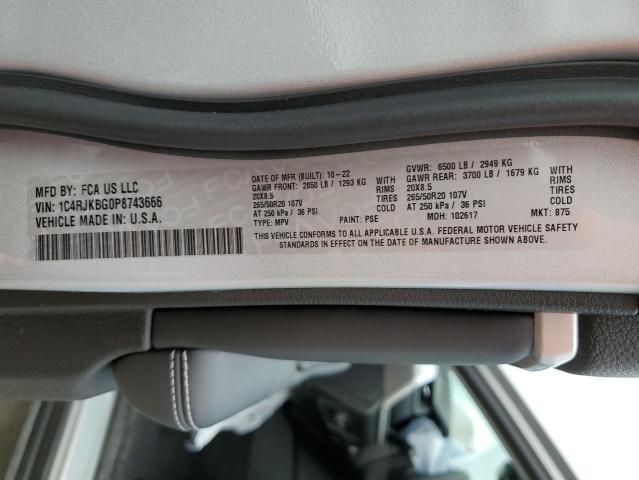 MFD BY: FCA US LLC
VIN: 1C4RJKBG0P8743666
VEHICLE MADE IN: U.S.A.
DATE OF MFR (BUILT): 10-22
GAWR FRONT: 2850 LB / 1293 KG WITH
20X8.5 RIMS
265/50R20 107V TIRES
AT 250 kPa / 36 PSI COLD
TYPE: MPV PAINT: PSE
GVWR: 6500 LB / 2949 KG
GAWR REAR: 3700 LB / 1679 KG WITH
20X8.5 RIMS
265/50R20 107V TIRES
AT 250 kPa / 36 PSI COLD
MDH: 102617 MKT: 875
THIS VEHICLE CONFORMS TO ALL APPLICABLE U.S.A. FEDERAL MOTOR VEHICLE SAFETY
STANDARDS IN EFFECT ON THE DATE OF MANUFACTURE SHOWN ABOVE.